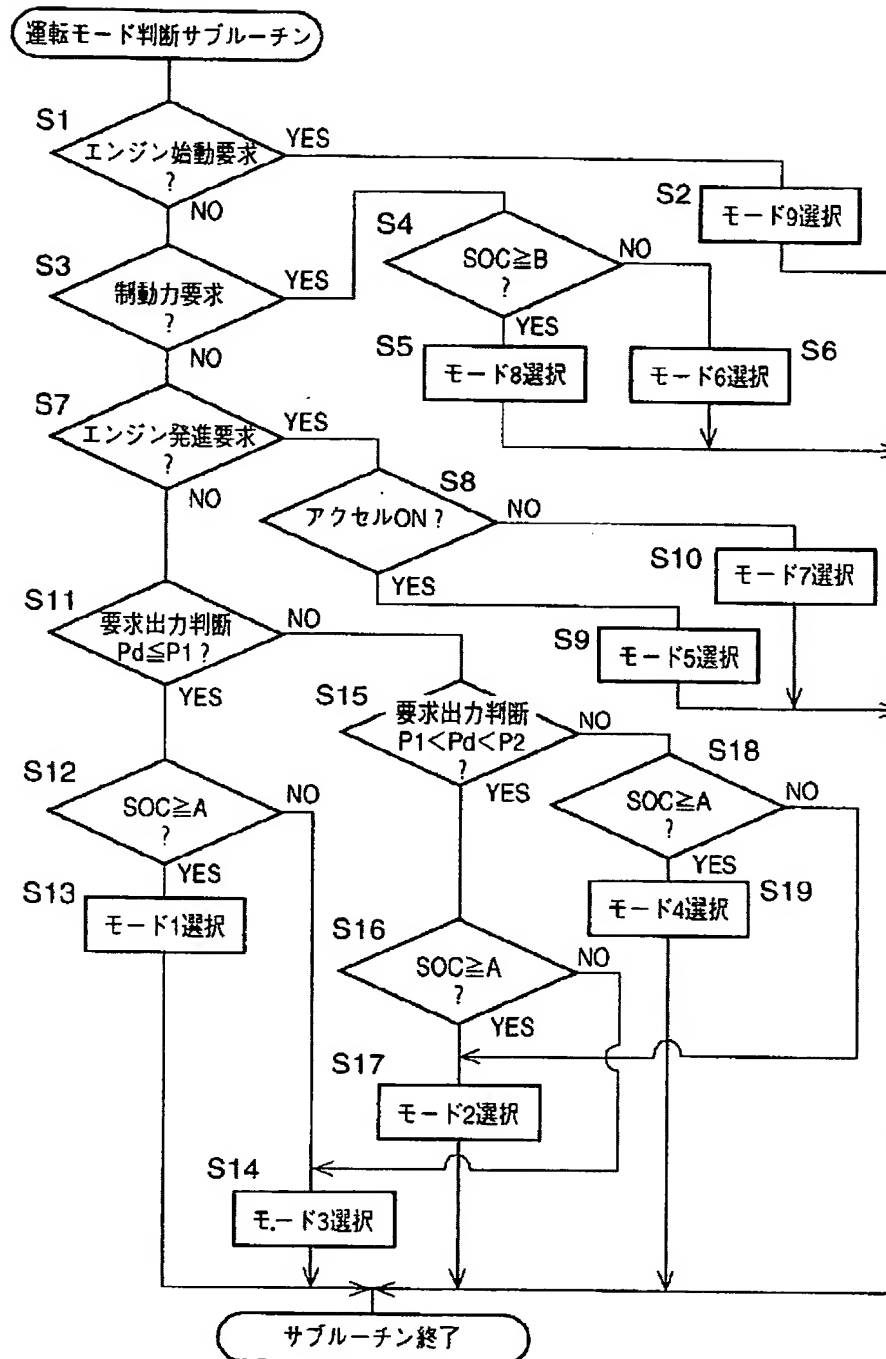 運転モード判断サブルーチン
S1
エンジン始動要求
?
YES
NO
S2
モード9選択
S3
制動力要求
?
YES
NO
S4
SOC≧B
?
NO
YES
S5
モード8選択
S6
モード6選択
S7
エンジン発進要求
?
YES
NO
S8
アクセルON?
NO
YES
S10
モード7選択
S9
モード5選択
S11
要求出力判断
Pd≦P1?
NO
YES
S15
要求出力判断
P1<Pd<P2
?
NO
YES
S12
SOC≧A
?
NO
YES
S18
SOC≧A
?
NO
YES
S13
モード1選択
S19
モード4選択
S16
SOC≧A
?
NO
YES
S17
モード2選択
S14
モード3選択
サブルーチン終了